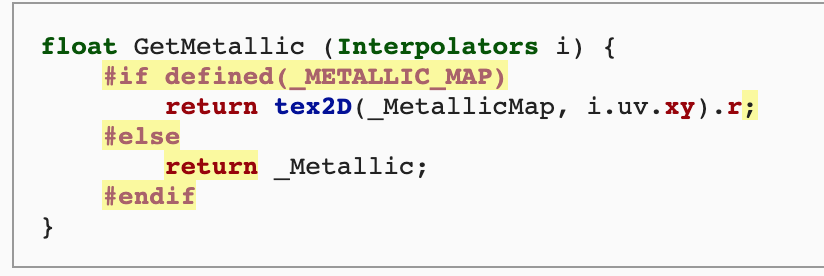 float GetMetallic (Interpolators i) {
    #if defined(_METALLIC_MAP)
        return tex2D(_MetallicMap, i.uv.xy).r;
    #else
        return _Metallic;
    #endif
}